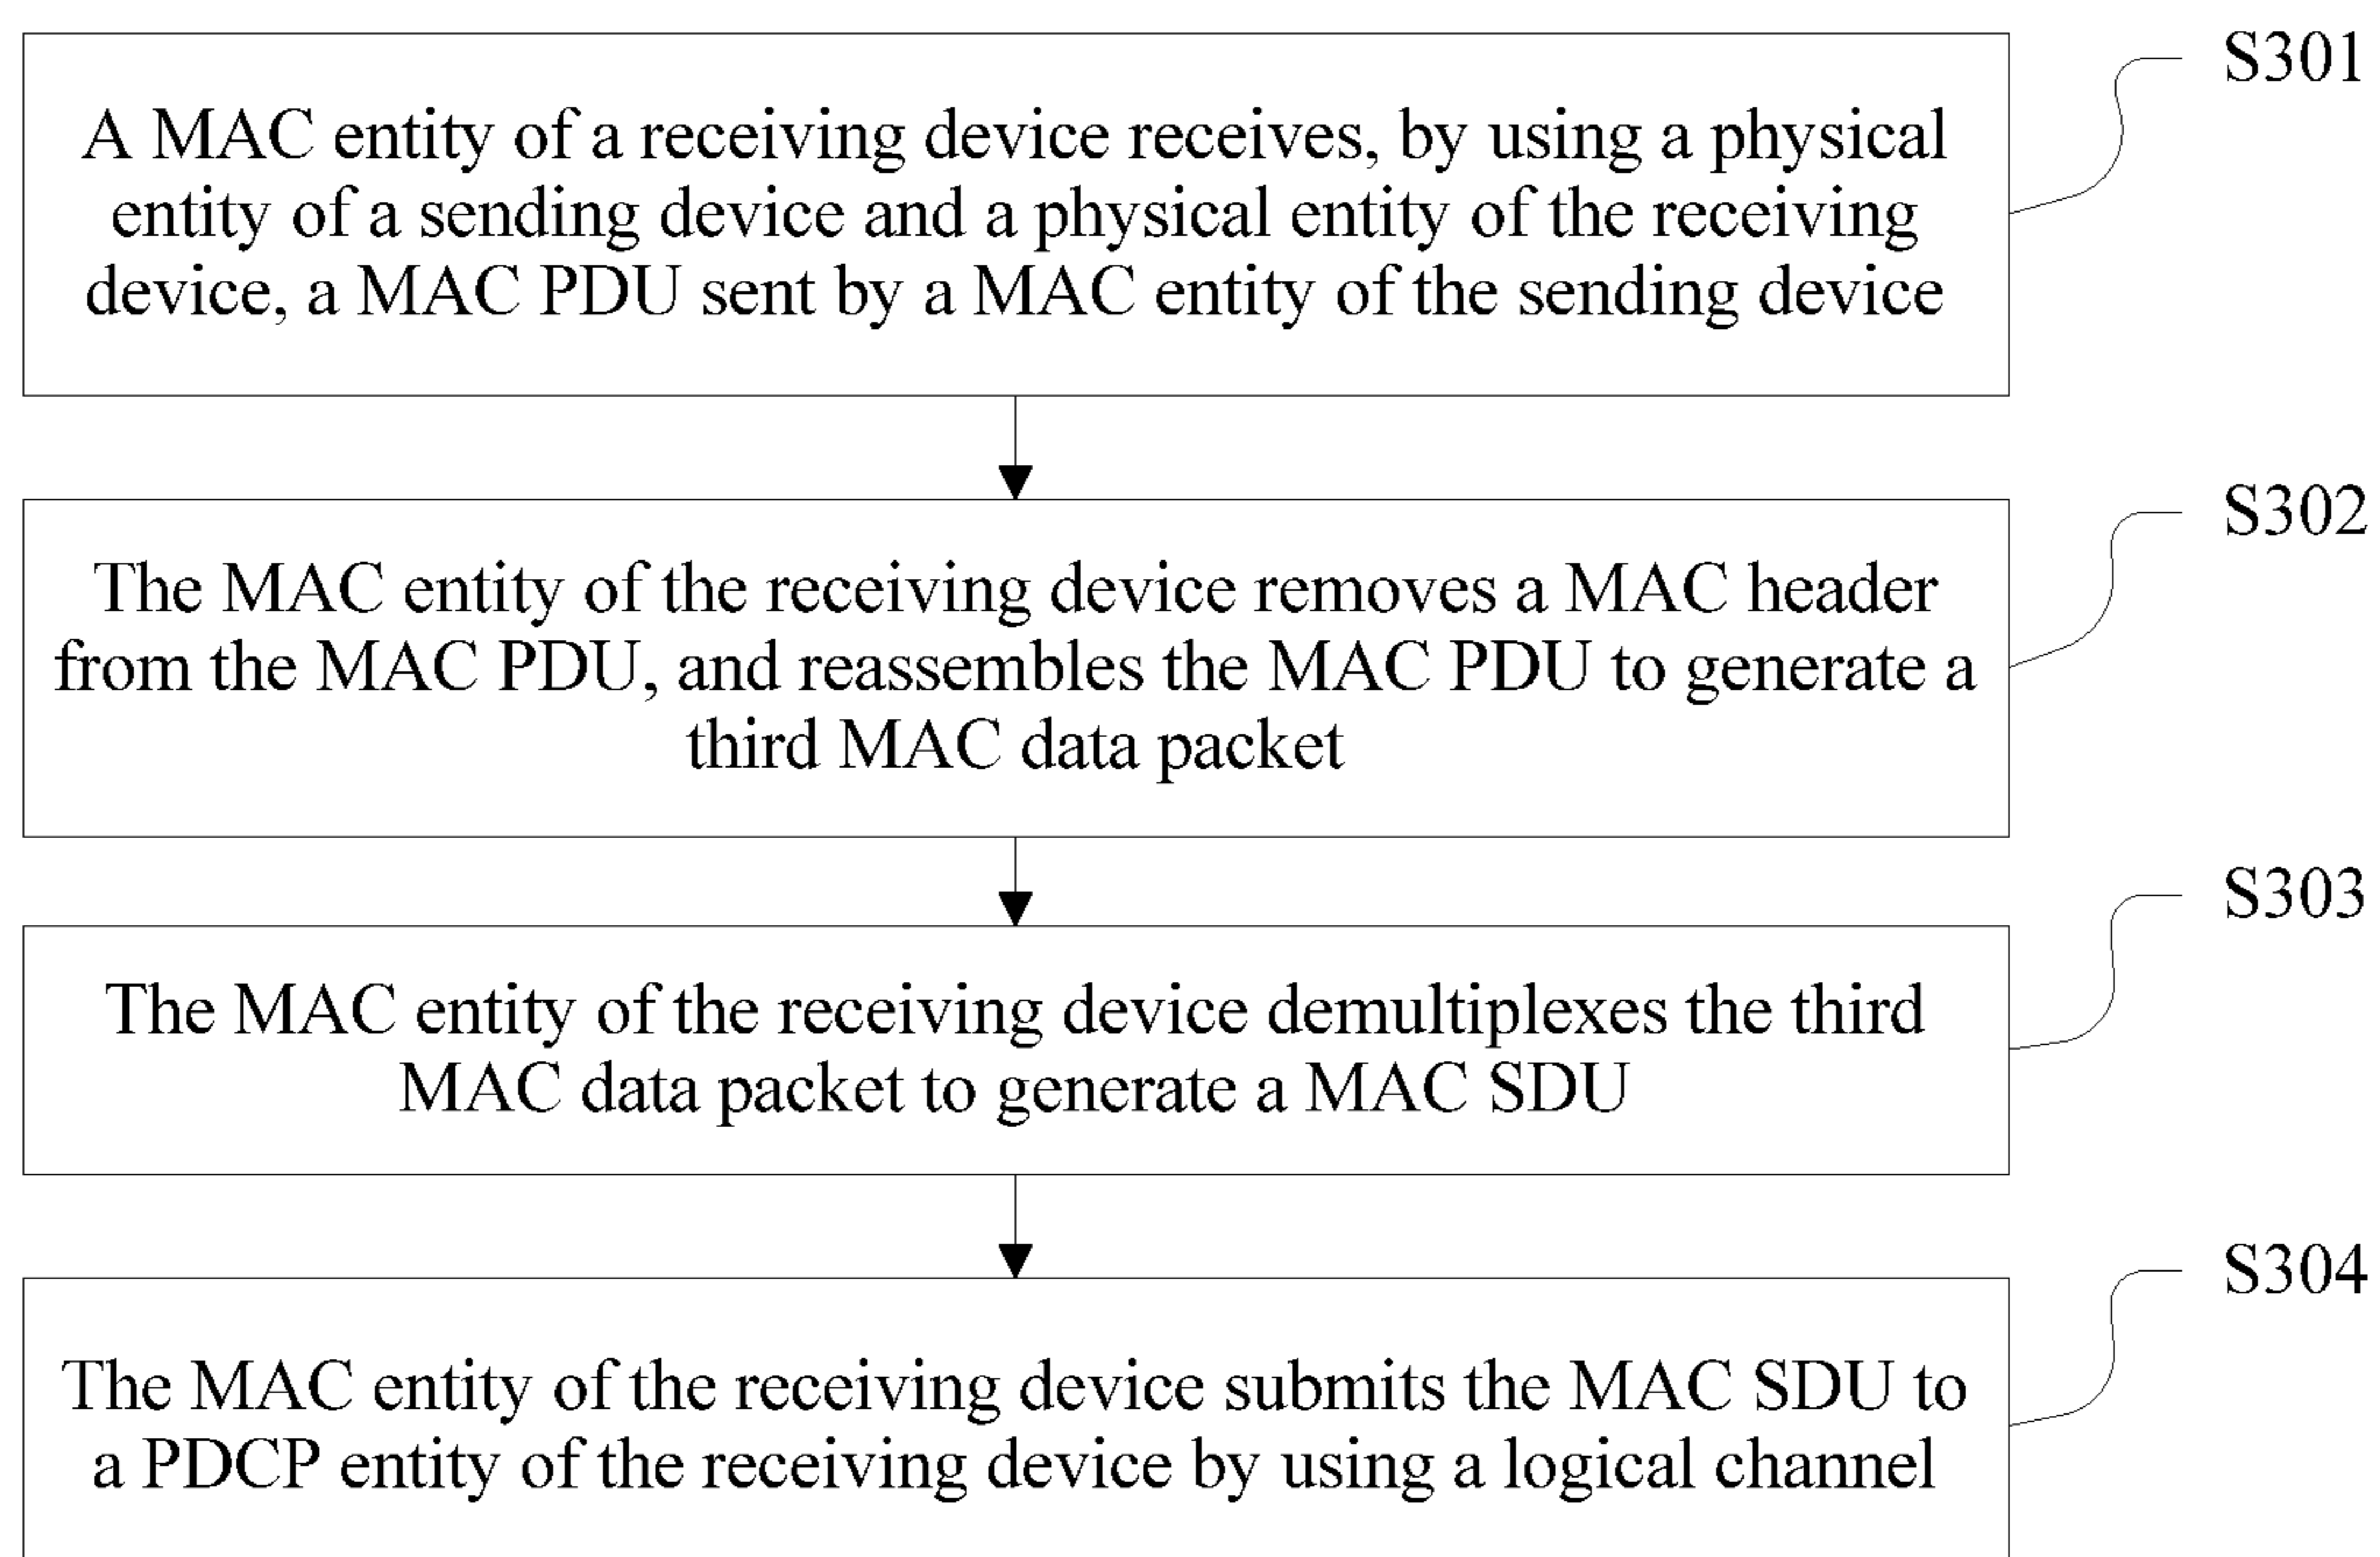 S301
A MAC entity of a receiving device receives, by using a physical
entity of a sending device and a physical entity of the receiving
device, a MAC PDU sent by a MAC entity of the sending device
S302
The MAC entity of the receiving device removes a MAC header
from the MAC PDU, and reassembles the MAC PDU to generate a
third MAC data packet
S303
The MAC entity of the receiving device demultiplexes the third
MAC data packet to generate a MAC SDU
S304
The MAC entity of the receiving device submits the MAC SDU to
a PDCP entity of the receiving device by using a logical channel